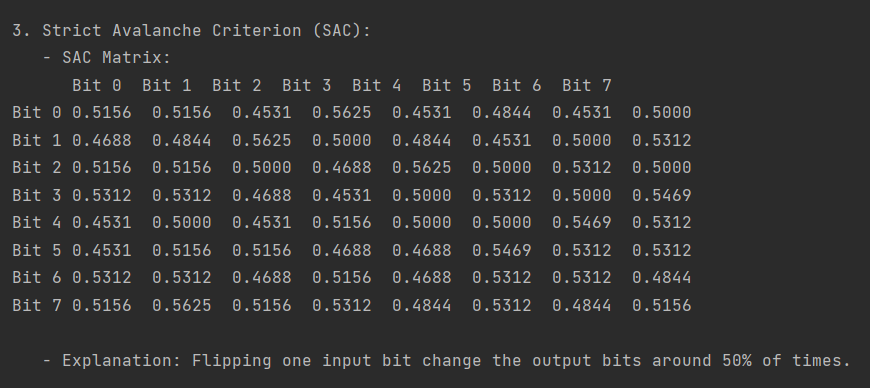 3. Strict Avalanche Criterion (SAC):
- SAC Matrix:
Bit 0 Bit 1 Bit 2 Bit 3 Bit 4 Bit 5 Bit 6 Bit 7
Bit 0 0.5156 0.5156 0.4531 0.5625 0.4531 0.4844 0.4531 0.5000
Bit 1 0.4688 0.4844 0.5625 0.5000 0.4844 0.4531 0.5000 0.5312
Bit 2 0.5156 0.5156 0.5000 0.4688 0.5625 0.5000 0.5312 0.5000
Bit 3 0.5312 0.5312 0.4688 0.4531 0.5000 0.5312 0.5000 0.5469
Bit 4 0.4531 0.5000 0.4531 0.5156 0.5000 0.5000 0.5469 0.5312
Bit 5 0.4531 0.5156 0.5156 0.4688 0.4688 0.5469 0.5312 0.5312
Bit 6 0.5312 0.5312 0.4688 0.5156 0.4688 0.5312 0.5312 0.4844
Bit 7 0.5156 0.5625 0.5156 0.5312 0.4844 0.5312 0.4844 0.5156
- Explanation: Flipping one input bit change the output bits around 50% of times.